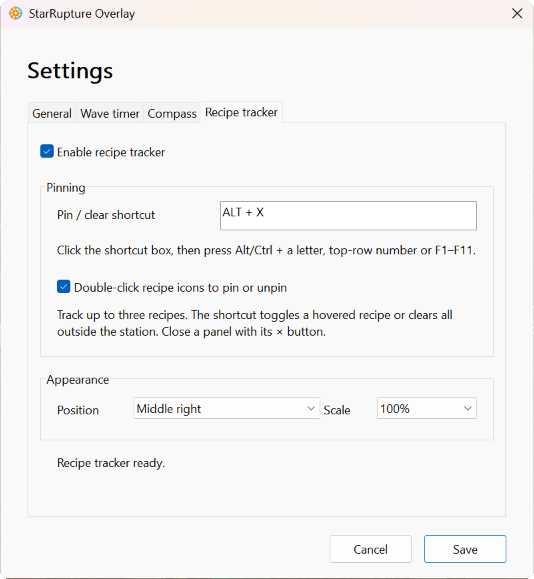 StarRupture Overlay
Settings
General
Wave timer
Compass
Recipe tracker
Enable recipe tracker
Pinning
Pin / clear shortcut
ALT + X
Click the shortcut box, then press Alt/Ctrl + a letter, top-row number or F1–F11.
Double-click recipe icons to pin or unpin
Track up to three recipes. The shortcut toggles a hovered recipe or clears all
outside the station. Close a panel with its × button.
Appearance
Position
Middle right
Scale
100%
Recipe tracker ready.
Cancel
Save